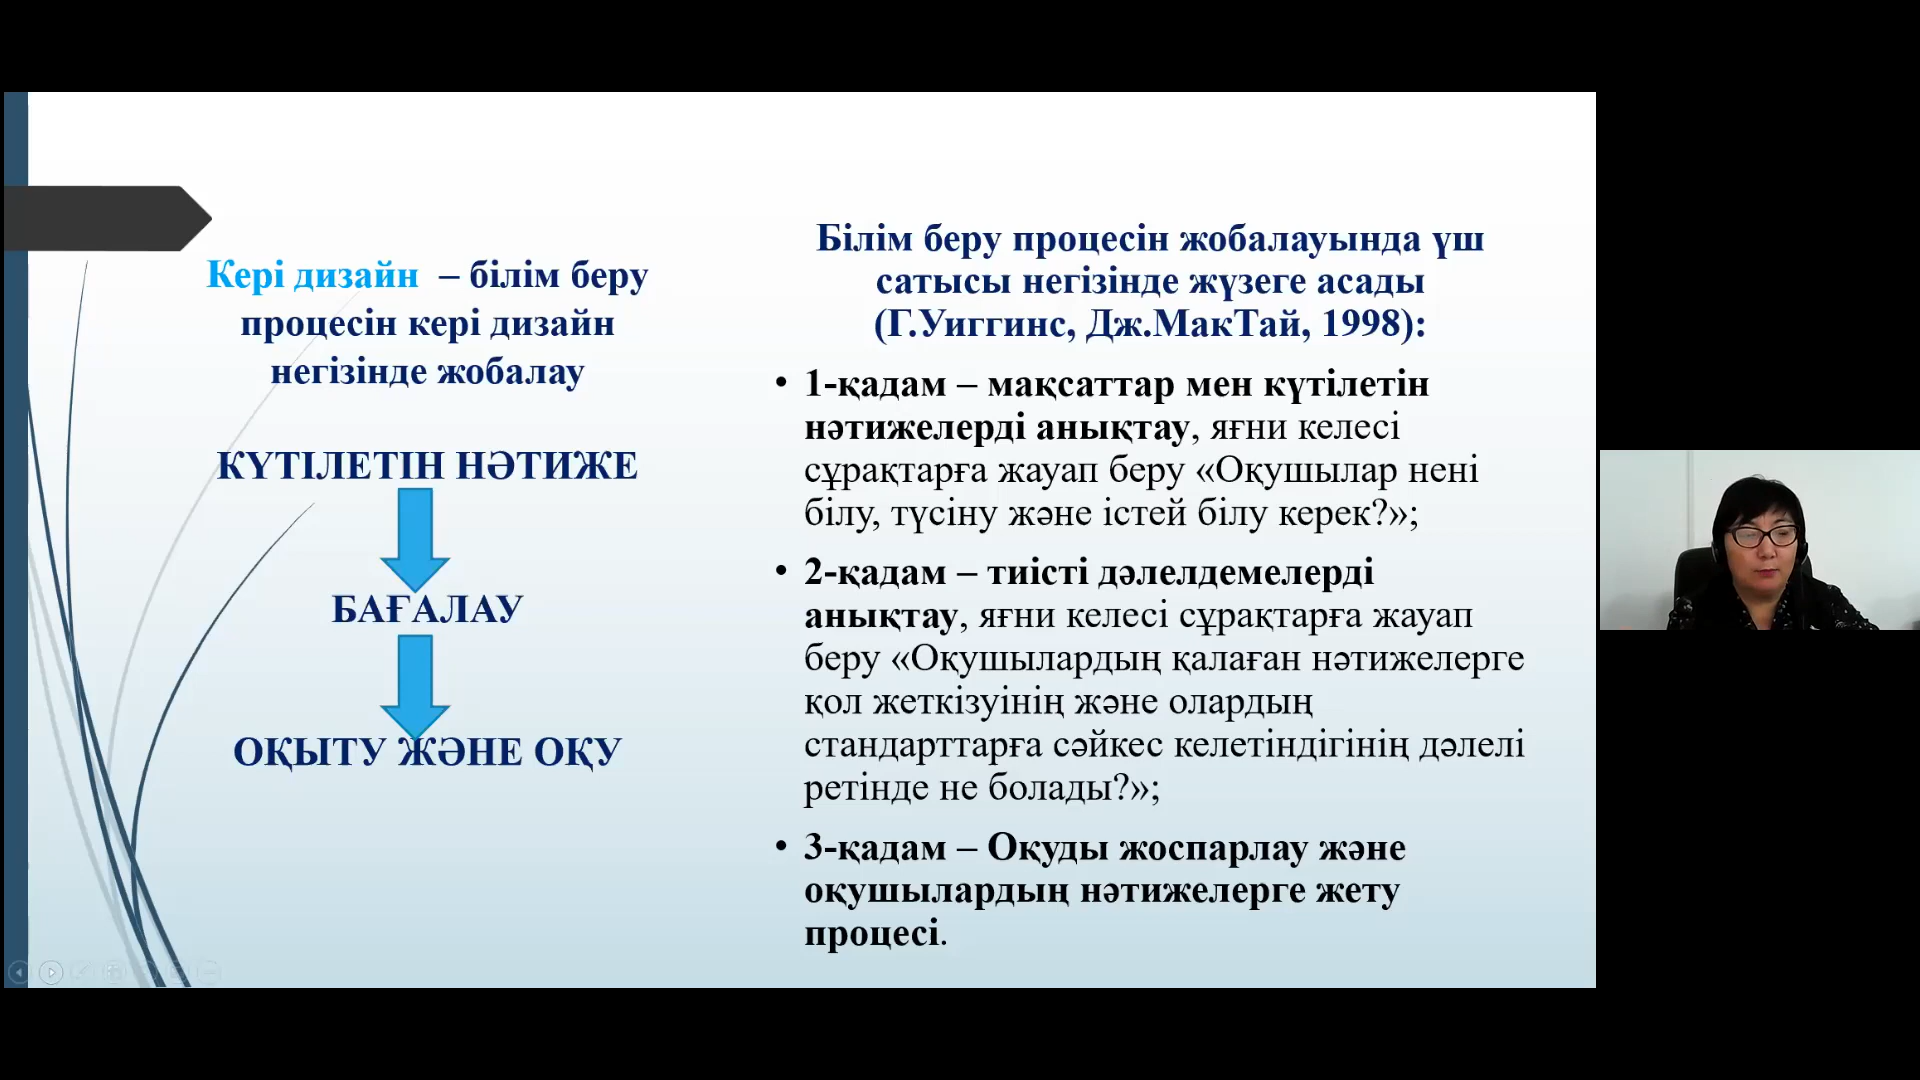 Кері дизайн – білім беру
процесін кері дизайн
негізінде жобалау
КҮТІЛЕТІН НӘТИЖЕ
БАҒАЛАУ
ОҚЫТУ ЖӘНЕ ОҚУ
Білім беру процесін жобалауында үш
сатысы негізінде жүзеге асады
(Г.Уиггинс, Дж.МакТай, 1998):
• 1-қадам – мақсаттар мен күтілетін
нәтижелерді анықтау, яғни келесі
сұрақтарға жауап беру «Оқушылар нені
білу, түсіну және істей білу керек?»;
• 2-қадам – тиісті дәлелдемелерді
анықтау, яғни келесі сұрақтарға жауап
беру «Оқушылардың қалаған нәтижелерге
қол жеткізуінің және олардың
стандарттарға сәйкес келетіндігінің дәлелі
ретінде не болады?»;
• 3-қадам – Оқуды жоспарлау және
оқушылардың нәтижелерге жету
процесі.